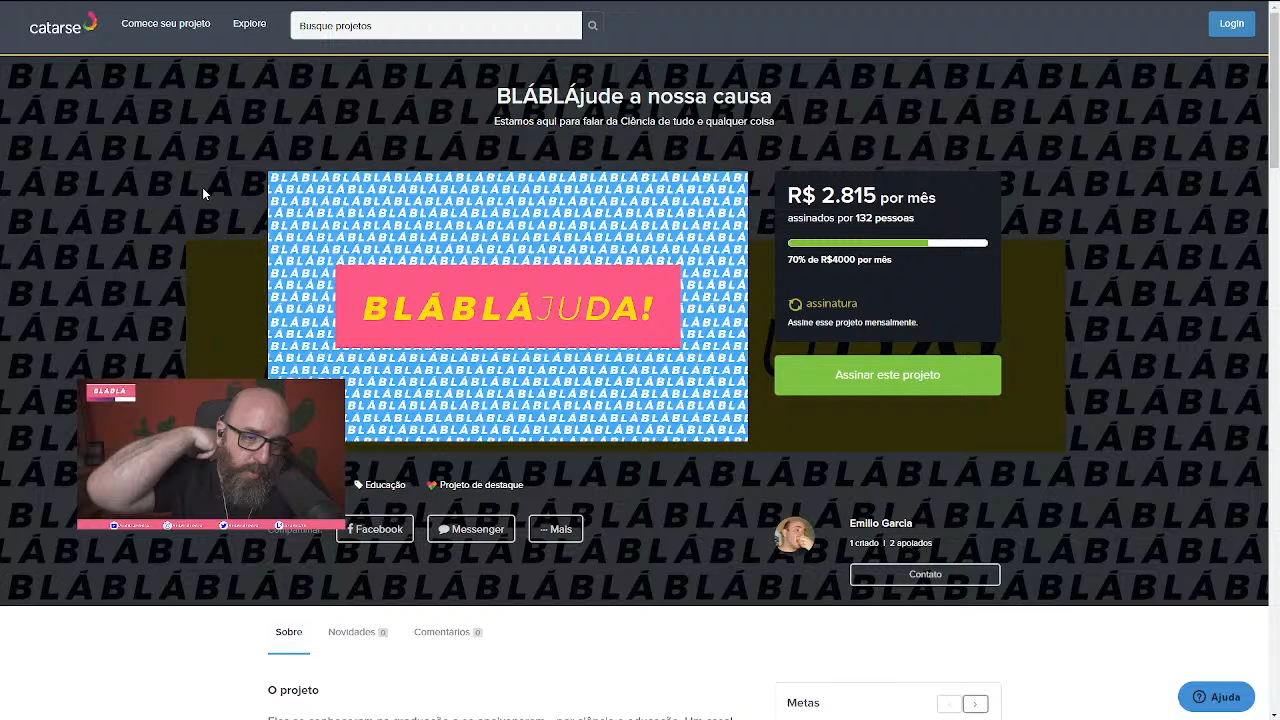 catarse
Comece seu projeto
Explore
Busque projetos
Login
BLÁBLÁjude a nossa causa
Estamos aqui para falar da Ciência de tudo e qualquer coisa
BLÁBLÁJUDA!
R$ 2.815 por mês
assinados por 132 pessoas
70% de R$4000 por mês
assinatura
Assine esse projeto mensalmente.
Assinar este projeto
BLÁBLÁ
Educação
Projeto de destaque
Facebook
Messenger
··· Mais
Emilio Garcia
1 criado | 2 apoiados
Contato
Sobre
Novidades 0
Comentários 0
O projeto
Metas
Ajuda